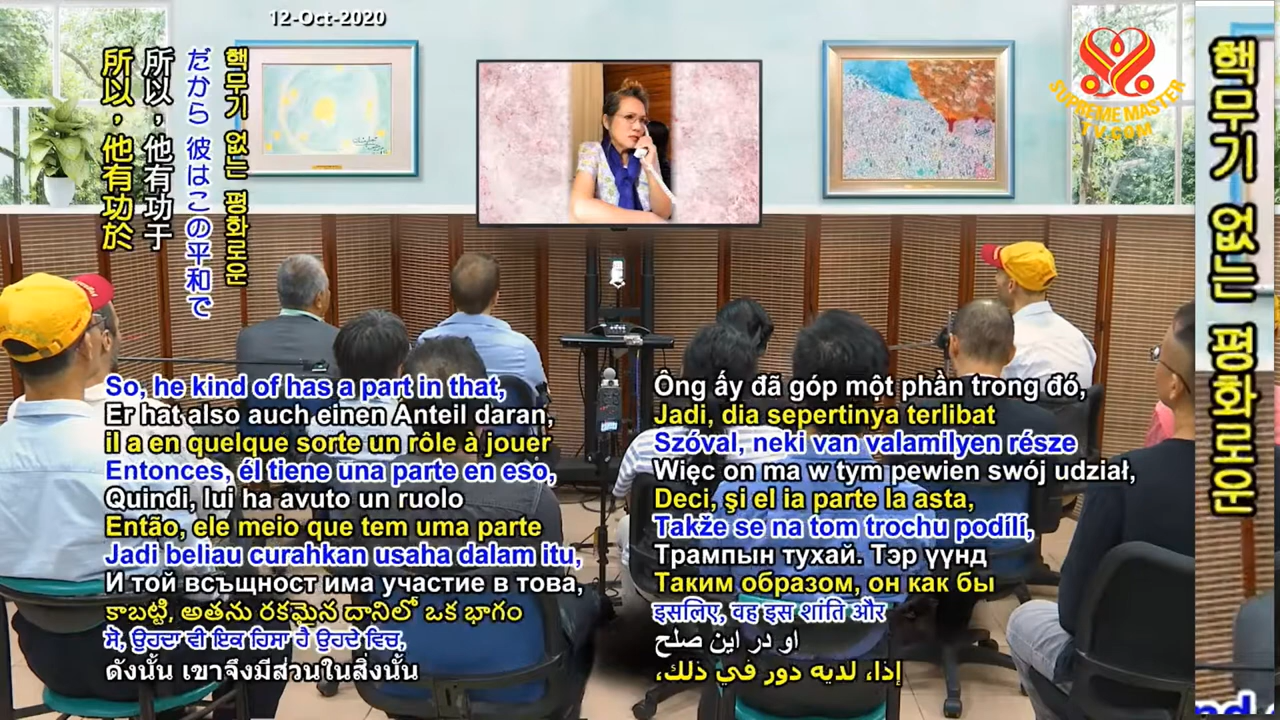 12-Oct-2020
SUPREME MASTER
TV.COM
핵무기 없는 평화로운
だから 彼はこの平和で
所以，他有功于
所以，他有功於
So, he kind of has a part in that,
Er hat also auch einen Anteil daran,
il a en quelque sorte un rôle à jouer
Entonces, él tiene una parte en eso,
Quindi, lui ha avuto un ruolo
Então, ele meio que tem uma parte
Jadi beliau curahkan usaha dalam itu,
И той всъщност има участие в това,
కాబట్టి, అతను రకమైన దానిలో ఒక భాగం
ਸੋ, ਉਹਦਾ ਵੀ ਇਕ ਹਿਸਾ ਹੈ ਉਹਦੇ ਵਿਚ,
ดังนั้น เขาจึงมีส่วนในสิ่งนั้น
Ông ấy đã góp một phần trong đó,
Jadi, dia sepertinya terlibat
Szóval, neki van valamilyen része
Więc on ma w tym pewien swój udział,
Deci, şi el ia parte la asta,
Takže se na tom trochu podílí,
Трампын тухай. Тэр үүнд
Таким образом, он как бы
इसलिए, वह इस शांति और
او در این صلح
إذا، لديه دور في ذلك،
핵무기 없는 평화로운